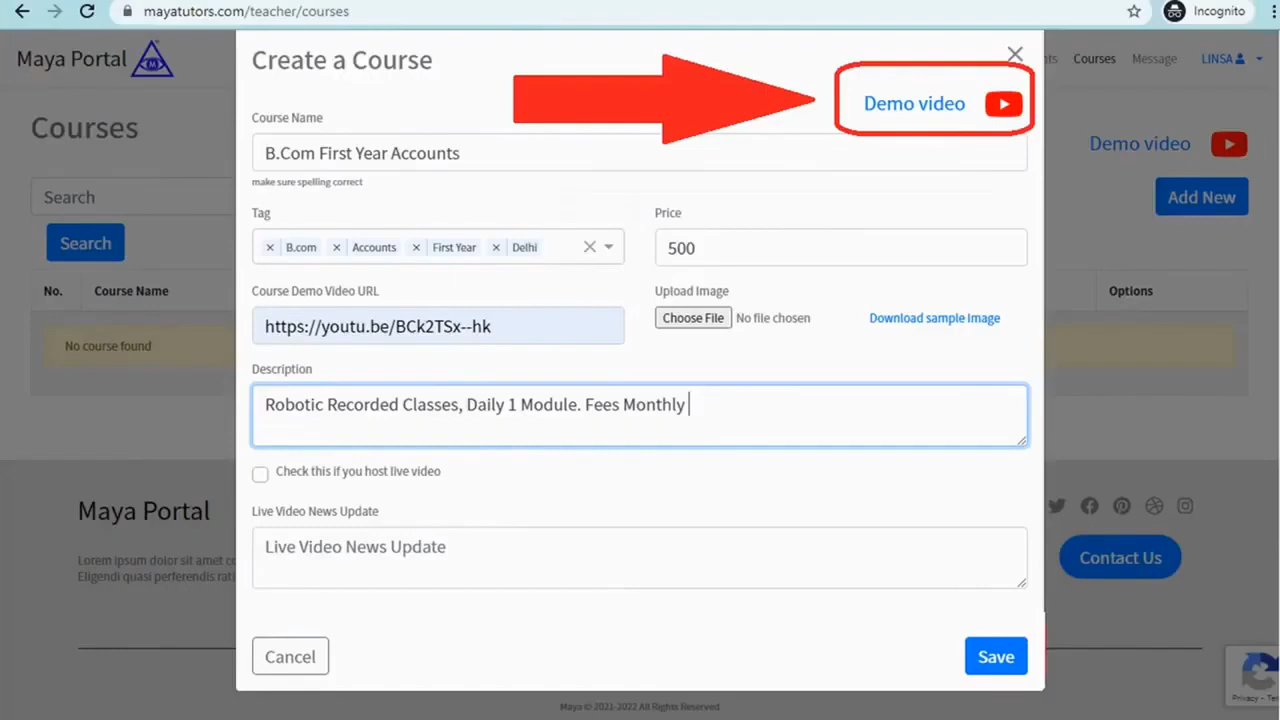 mayatutors.com/teacher/courses
Incognito
Maya Portal
Courses
Message
LINSA
Create a Course
Demo video
Courses
Course Name
B.Com First Year Accounts
make sure spelling correct
Demo video
Search
Add New
Search
Tag
Price
× B.com × Accounts × First Year × Delhi
500
No.
Course Name
Options
Course Demo Video URL
Upload Image
https://youtu.be/BCk2TSx--hk
Choose File No file chosen
Download sample Image
No course found
Description
Robotic Recorded Classes, Daily 1 Module. Fees Monthly
Check this if you host live video
Maya Portal
Live Video News Update
Live Video News Update
Lorem ipsum dolor sit amet
Eligendi quasi perferendis
Contact Us
Cancel
Save
Maya © 2021-2022 All Rights Reserved
Privacy